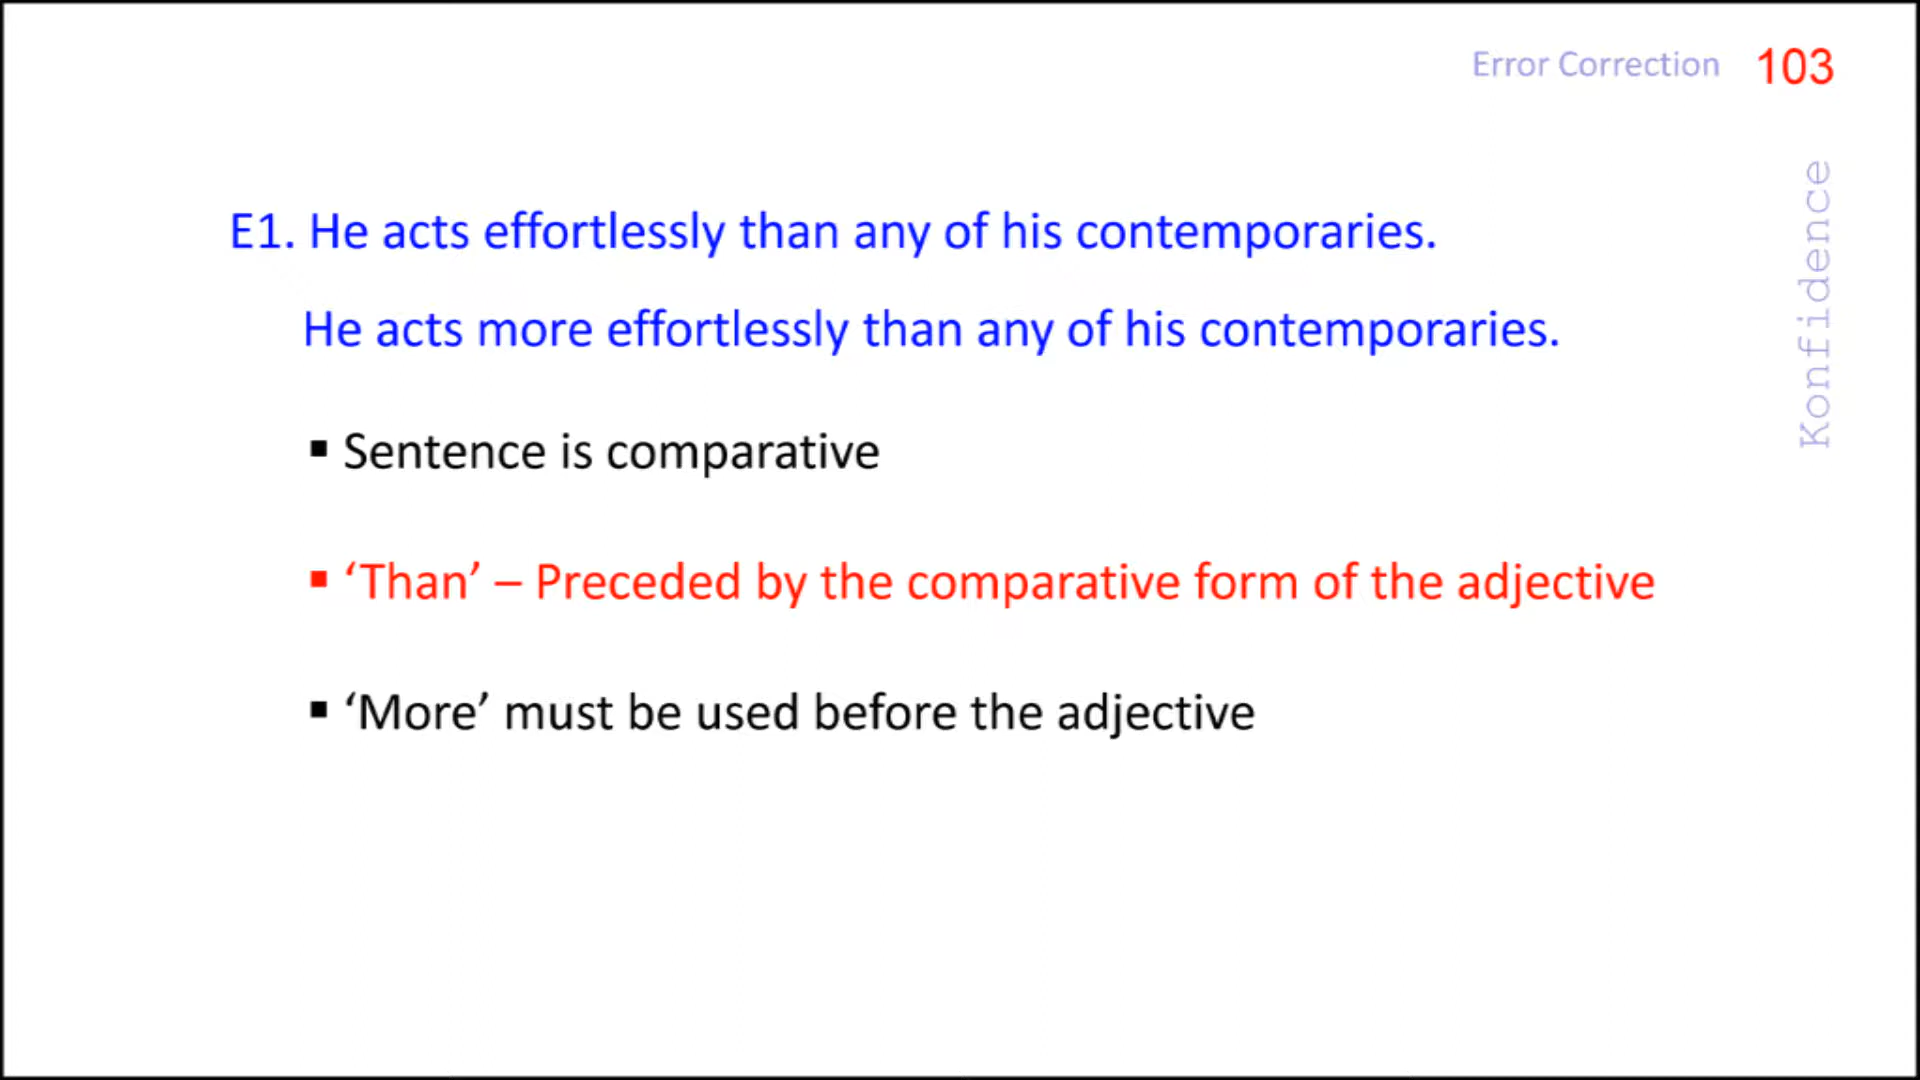 Error Correction 103
Konfidence
E1. He acts effortlessly than any of his contemporaries.
He acts more effortlessly than any of his contemporaries.
▪ Sentence is comparative
▪ ‘Than’ – Preceded by the comparative form of the adjective
▪ ‘More’ must be used before the adjective